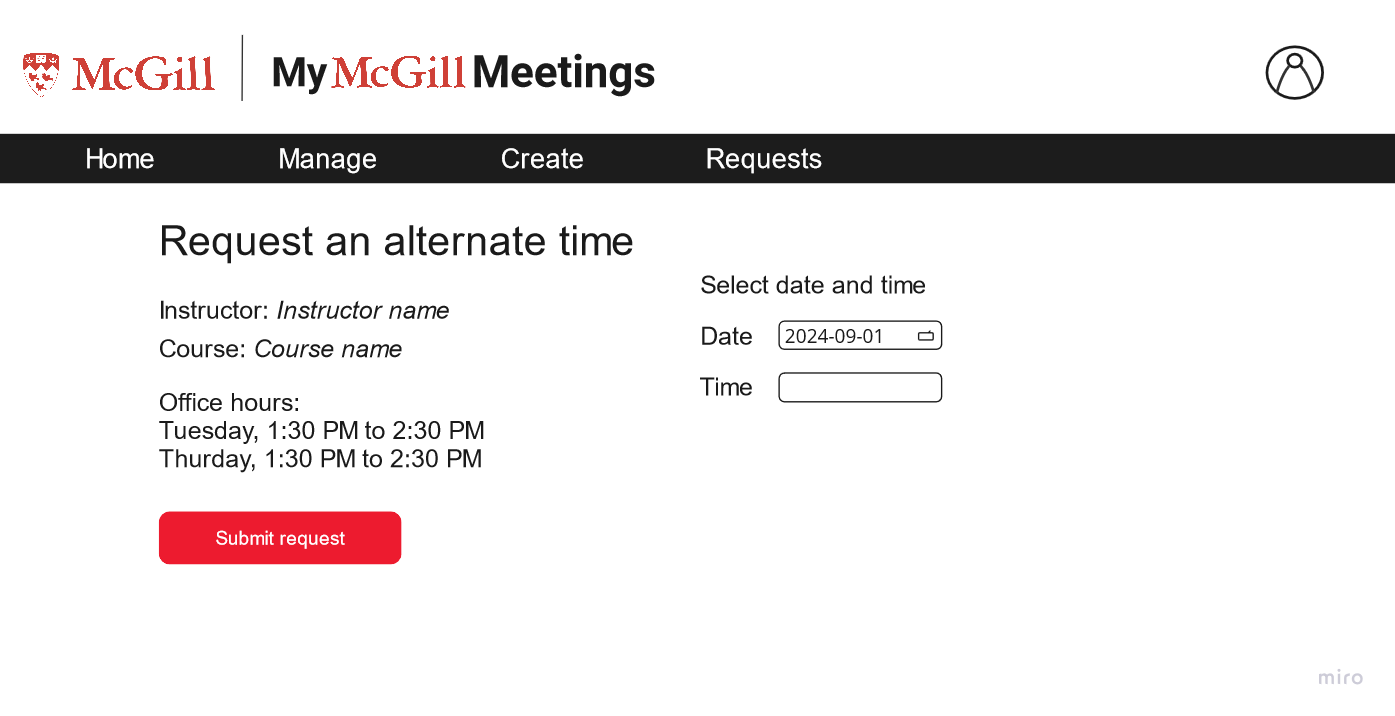 McGill
My McGill Meetings
Home Manage Create Requests
Request an alternate time
Instructor: Instructor name
Course: Course name
Office hours:
Tuesday, 1:30 PM to 2:30 PM
Thurday, 1:30 PM to 2:30 PM
Submit request
Select date and time
Date 2024-09-01
Time
miro